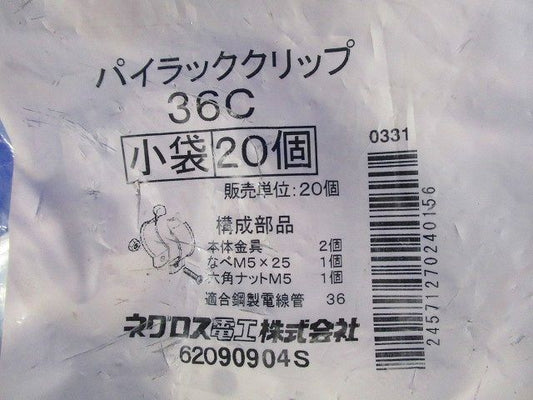 パイラッククリップ
36C
小袋 20個
販売単位:20個
構成部品
本体金具 2個
なべM5×25 1個
六角ナットM5 1個
適合鋼製電線管 36
ネグロス電工株式会社
62090904S
0331
2457127024015​6